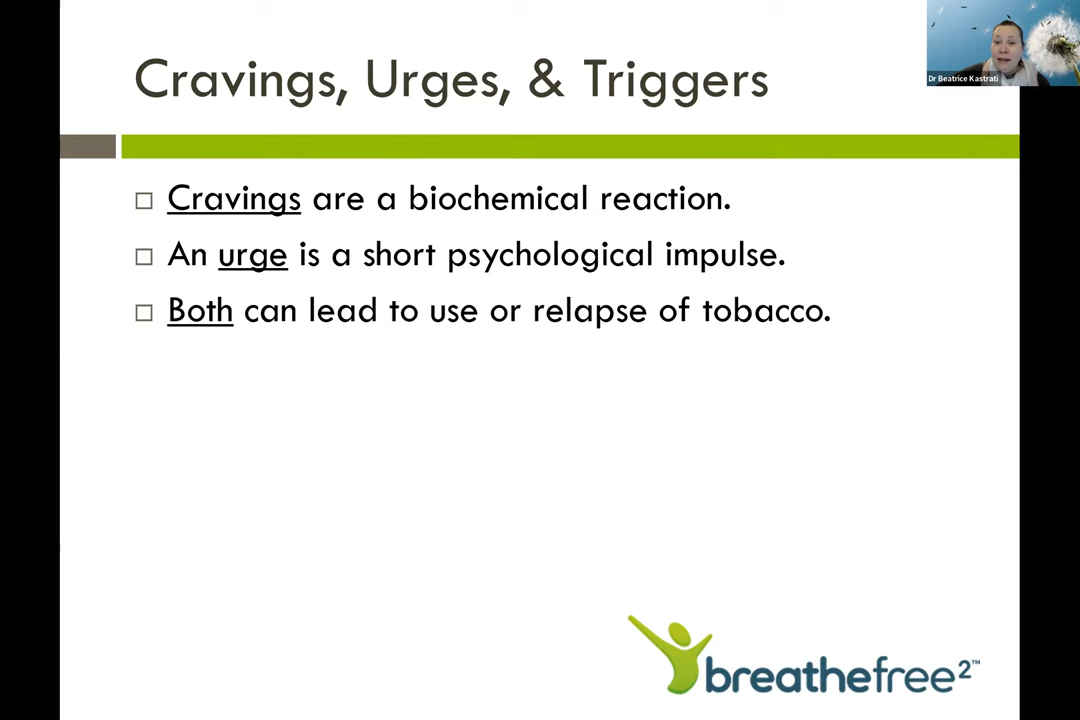 Cravings, Urges, & Triggers
Dr Beatrice Kastrati
Cravings are a biochemical reaction.
An urge is a short psychological impulse.
Both can lead to use or relapse of tobacco.
breathefree2™